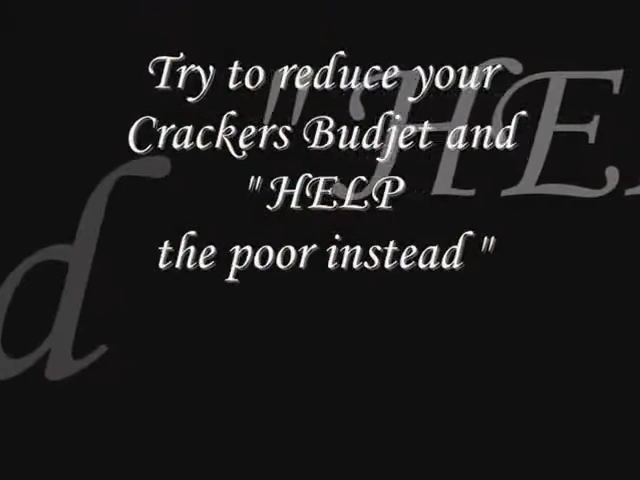 Try to reduce your
Crackers Budjet and
" HELP
the poor instead "